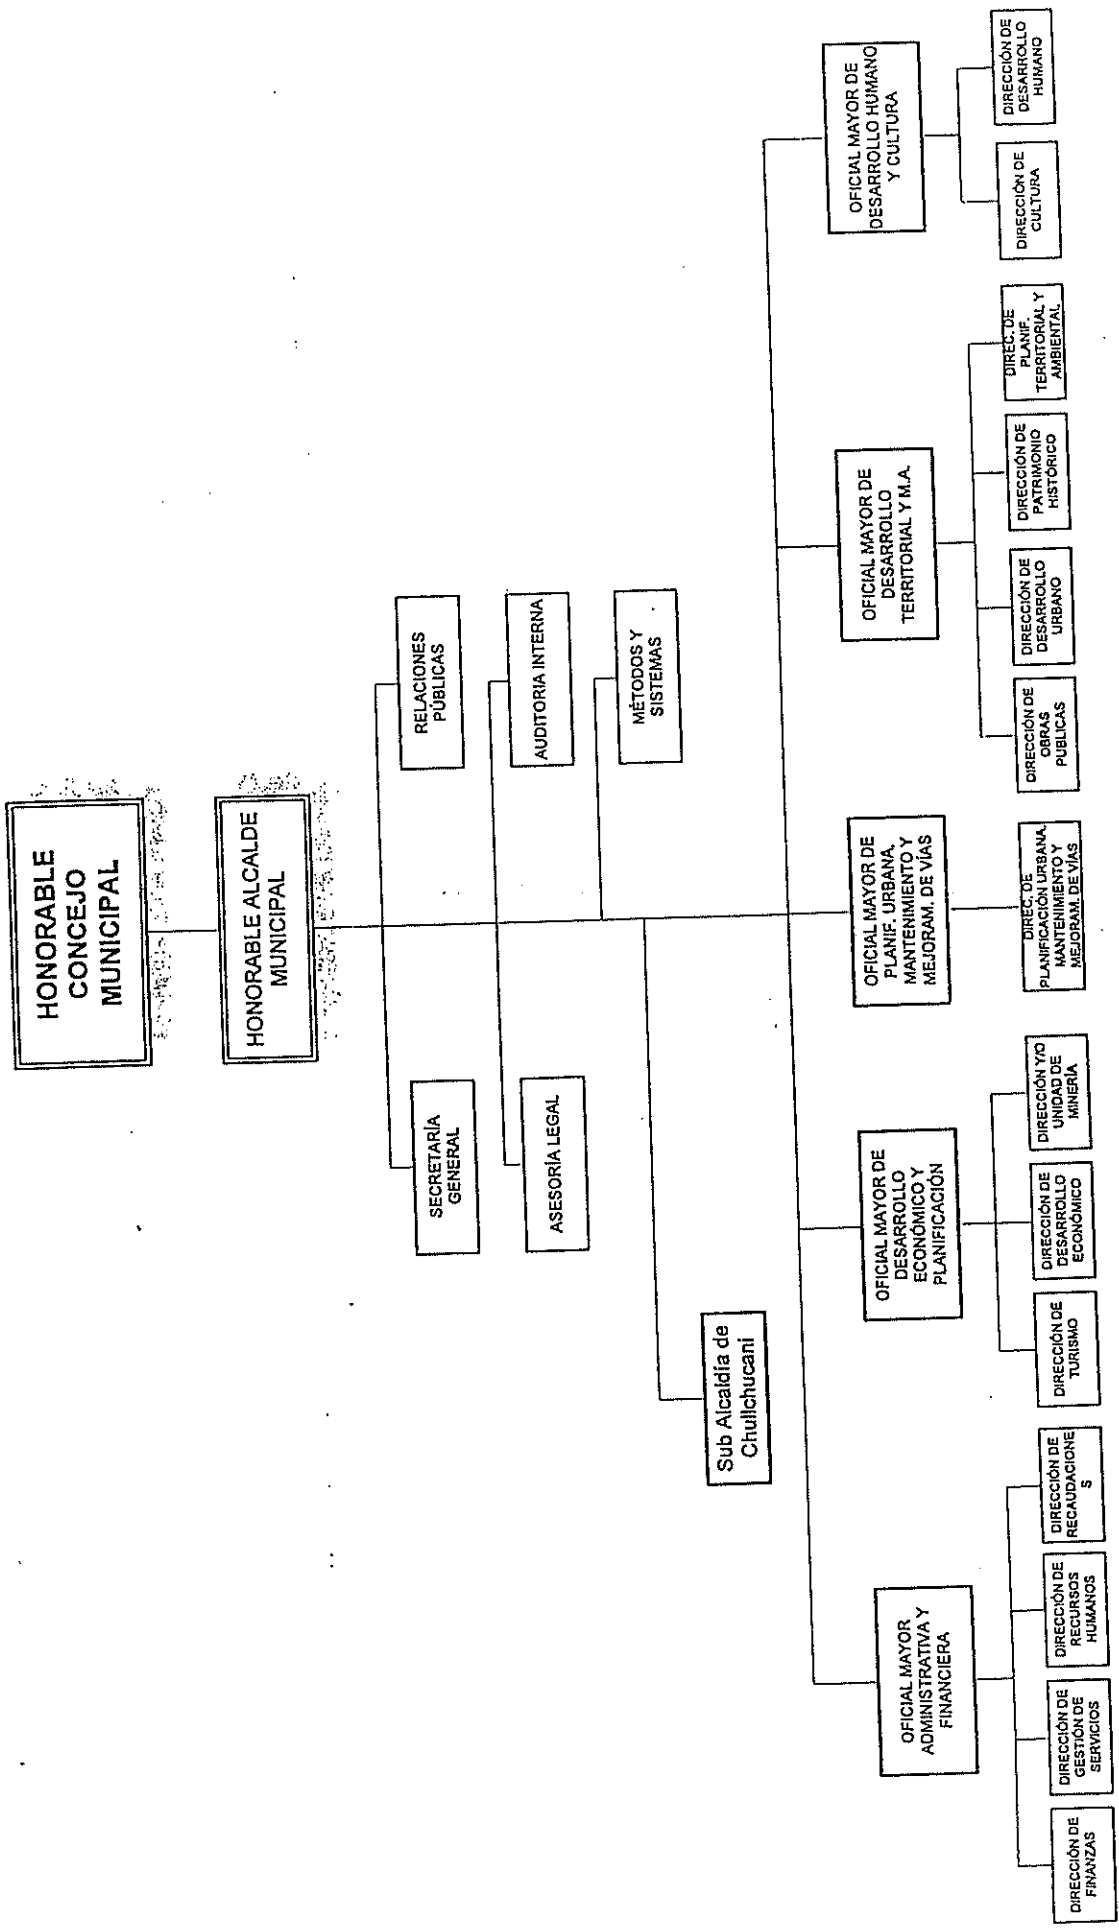 HONORABLE
CONCEJO
MUNICIPAL
HONORABLE ALCALDE
MUNICIPAL
SECRETARÍA
GENERAL
RELACIONES
PÚBLICAS
ASESORÍA LEGAL
AUDITORIA INTERNA
MÉTODOS Y
SISTEMAS
Sub Alcaldía de
Chullchucani
OFICIAL MAYOR
ADMINISTRATIVA Y
FINANCIERA
OFICIAL MAYOR DE
DESARROLLO
ECONÓMICO Y
PLANIFICACIÓN
OFICIAL MAYOR DE
PLANIF. URBANA,
MANTENIMIENTO Y
MEJORAM. DE VÍAS
OFICIAL MAYOR DE
DESARROLLO
TERRITORIAL Y M.A.
OFICIAL MAYOR DE
DESARROLLO HUMANO
Y CULTURA
DIRECCIÓN DE
FINANZAS
DIRECCIÓN DE
GESTIÓN DE
SERVICIOS
DIRECCIÓN DE
RECURSOS
HUMANOS
DIRECCIÓN DE
RECAUDACIONE
S
DIRECCIÓN DE
TURISMO
DIRECCIÓN DE
DESARROLLO
ECONÓMICO
DIRECCIÓN Y/O
UNIDAD DE
MINERÍA
DIREC. DE
PLANIFICACIÓN URBANA,
MANTENIMIENTO Y
MEJORAM. DE VÍAS
DIRECCIÓN DE
OBRAS
PUBLICAS
DIRECCIÓN DE
DESARROLLO
URBANO
DIRECCIÓN DE
PATRIMONIO
HISTÓRICO
DIREC. DE
PLANIF.
TERRITORIAL Y
AMBIENTAL
DIRECCIÓN DE
CULTURA
DIRECCIÓN DE
DESARROLLO
HUMANO